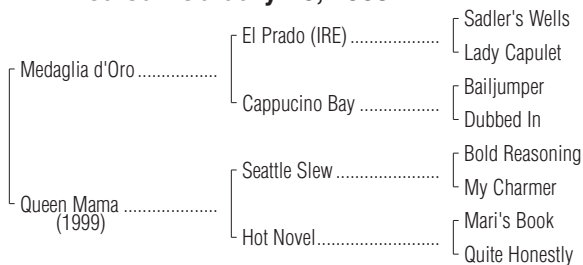 Sadler's Wells
El Prado (IRE) .....................
Lady Capulet
Medaglia d'Oro ...................
Bailjumper
Cappucino Bay ...................
Dubbed In
Bold Reasoning
Seattle Slew ........................
My Charmer
Queen Mama ......................
(1999)
Mari's Book
Hot Novel.............................
Quite Honestly